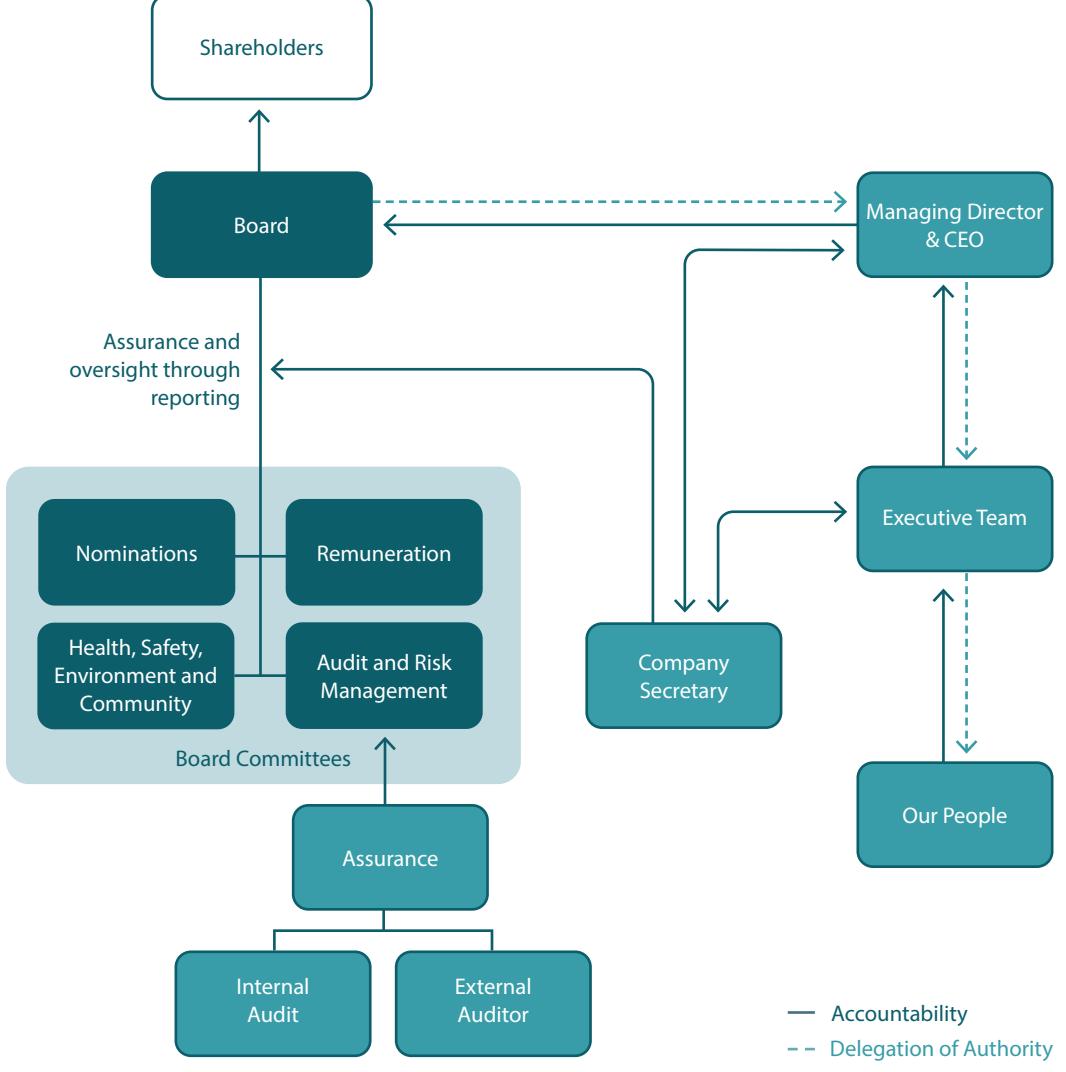 Shareholders
Board
Managing Director
& CEO
Assurance and
oversight through
reporting
Nominations
Remuneration
Executive Team
Health, Safety,
Environment and
Community
Audit and Risk
Management
Company
Secretary
Board Committees
Our People
Assurance
Internal
Audit
External
Auditor
Accountability
Delegation of Authority